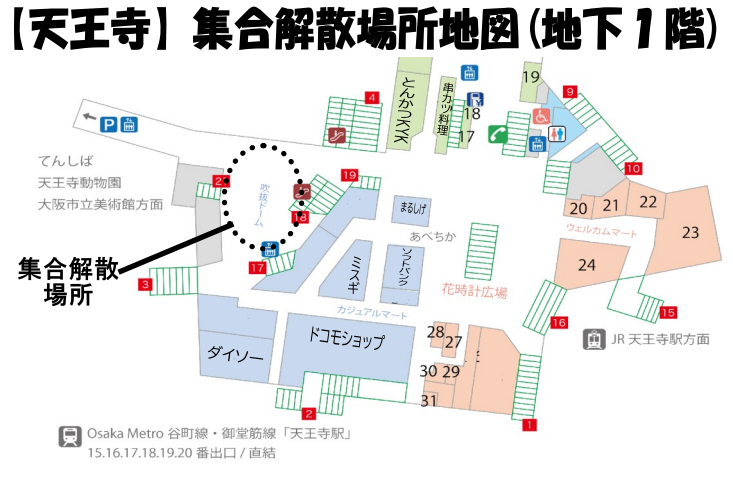 【天王寺】集合解散場所地図(地下１階)
とんかつKYK
串カツ料理
19
9
4
18
17
P
てんしば
天王寺動物園
大阪市立美術館方面
吹抜ドーム
19
18
17
まるしげ
あべちか
10
20
21
22
23
ウェルカムマート
24
集合解散
場所
3
ミスギ
ソフトバンク
花時計広場
カジュアルマート
ドコモショップ
ダイソー
28
27
30
29
31
16
15
JR 天王寺駅方面
2
1
Osaka Metro 谷町線・御堂筋線「天王寺駅」
15.16.17.18.19.20 番出口 / 直結